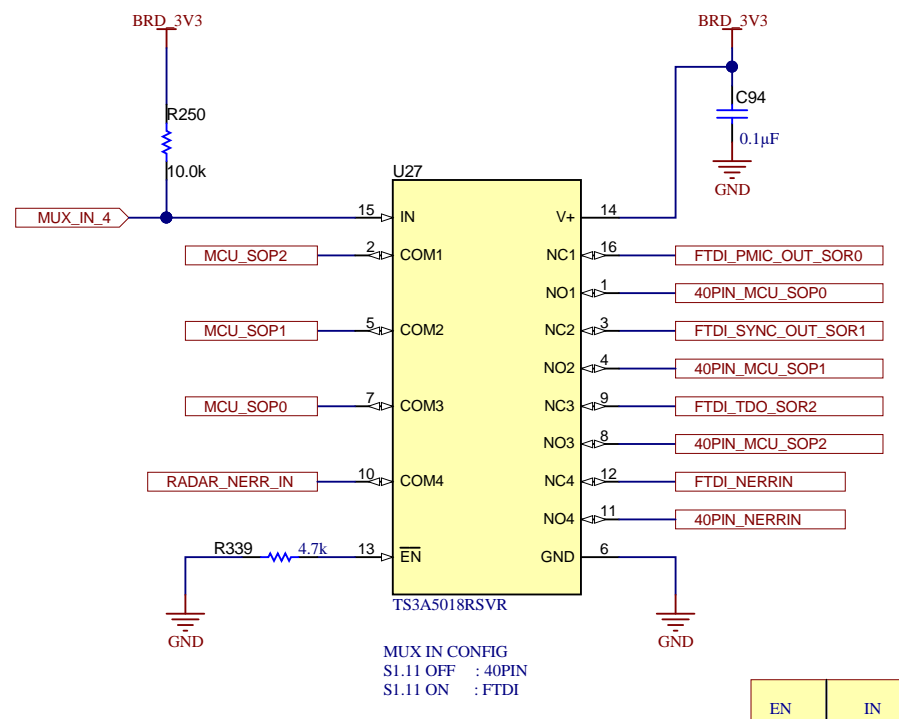 BRD_3V3
BRD_3V3
R250
10.0k
C94
0.1µF
GND
U27
MUX_IN_4
15
IN
V+
14
MCU_SOP2
2
COM1
NC1
16
FTDI_PMIC_OUT_SOR0
NO1
1
40PIN_MCU_SOP0
MCU_SOP1
5
COM2
NC2
3
FTDI_SYNC_OUT_SOR1
NO2
4
40PIN_MCU_SOP1
MCU_SOP0
7
COM3
NC3
9
FTDI_TDO_SOR2
NO3
8
40PIN_MCU_SOP2
RADAR_NERR_IN
10
COM4
NC4
12
FTDI_NERRIN
NO4
11
40PIN_NERRIN
R339
4.7k
13
EN
GND
6
TS3A5018RSVR
GND
GND
MUX IN CONFIG
S1.11 OFF : 40PIN
S1.11 ON : FTDI
EN
IN